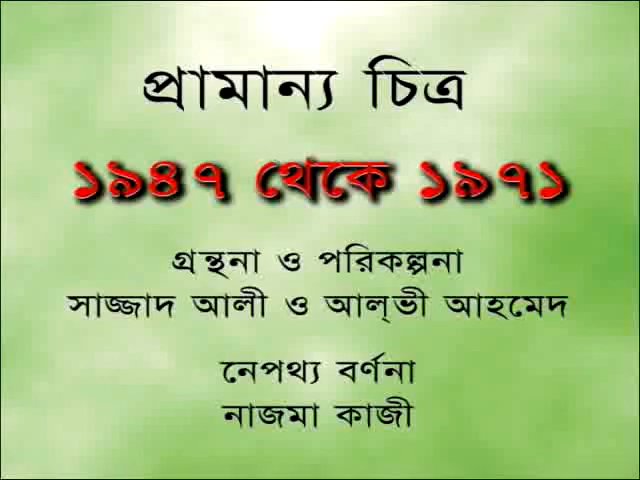 প্রামান্য চিত্র
১৯৪৭ থেকে ১৯৭১
গ্রন্থনা ও পরিকল্পনা
সাজ্জাদ আলী ও আল্‌ভী আহমেদ
নেপথ্য বর্ণনা
নাজমা কাজী